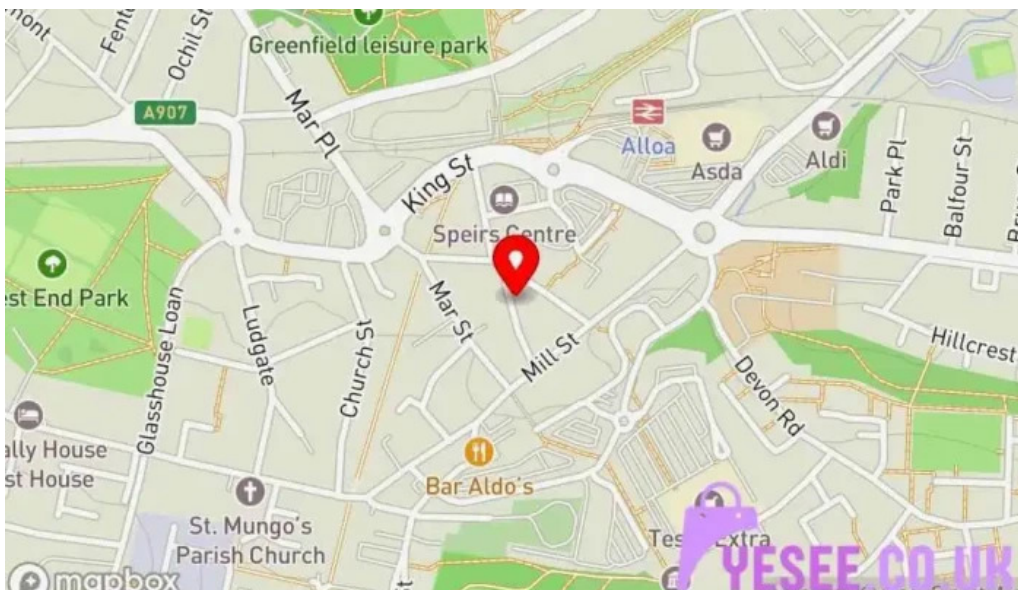 mont
Fent
Ochil St
Greenfield leisure park
A907
Mar Pl
Alloa
Asda
Aldi
Park Pl
Balfour St
King St
Speirs Centre
est End Park
Glasshouse Loan
Ludgate
Church St
Mar St
Mill St
Devon Rd
Hillcrest
ally House
st House
Bar Aldo's
St. Mungo's
Parish Church
Tes Extra
YESEE.CO.UK
mapbox